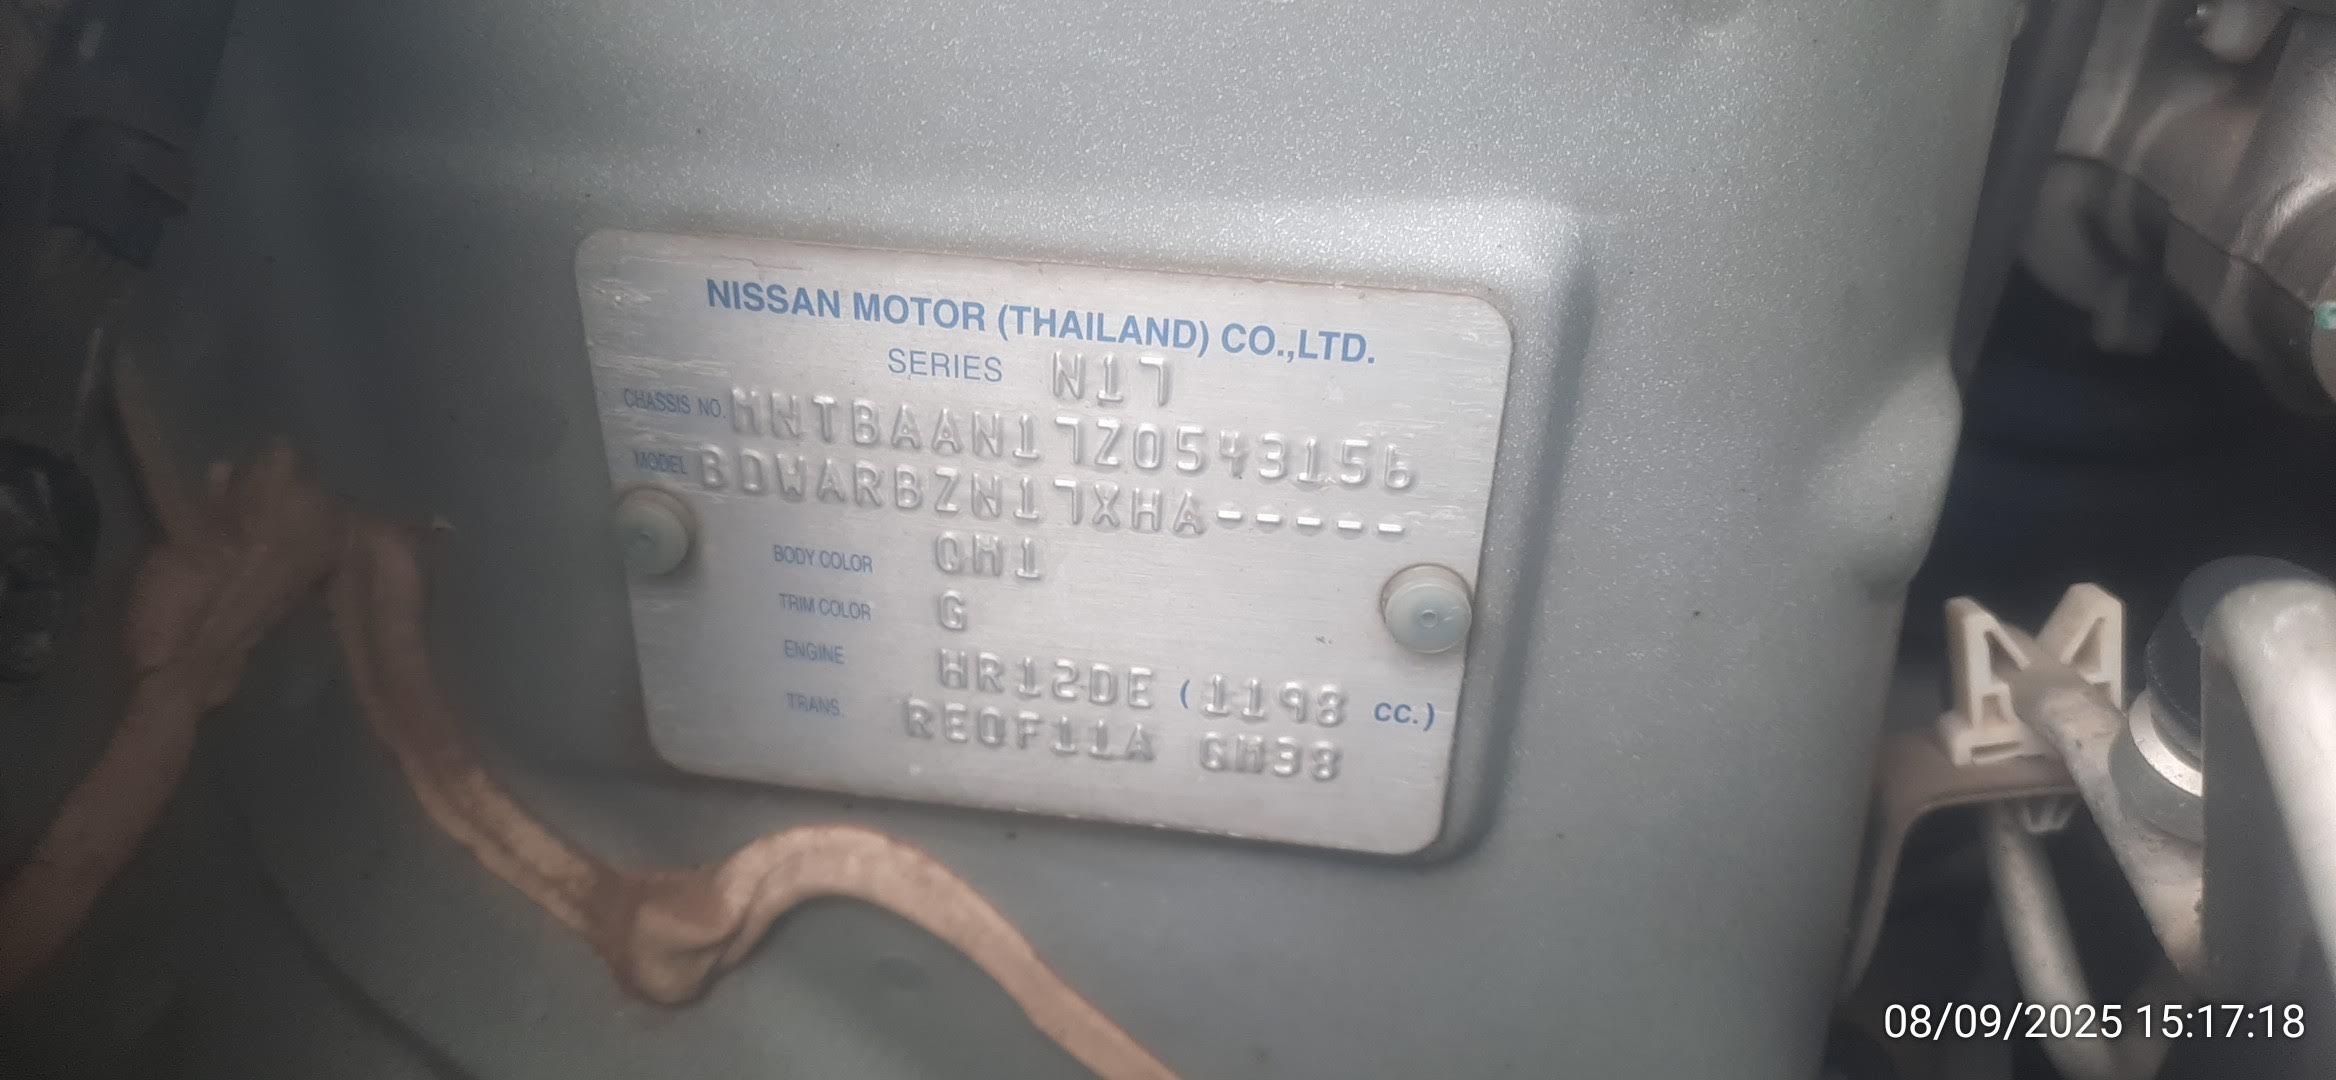 NISSAN MOTOR (THAILAND) CO.,LTD.
SERIES N17
CHASSIS NO. MNTBAAN17Z0543156
MODEL BDWARBZN17XHA-----
BODY COLOR CH1
TRIM COLOR G
ENGINE HR12DE (1198 CC.)
TRANS. RE0F11A GM38
08/09/2025 15:17:18